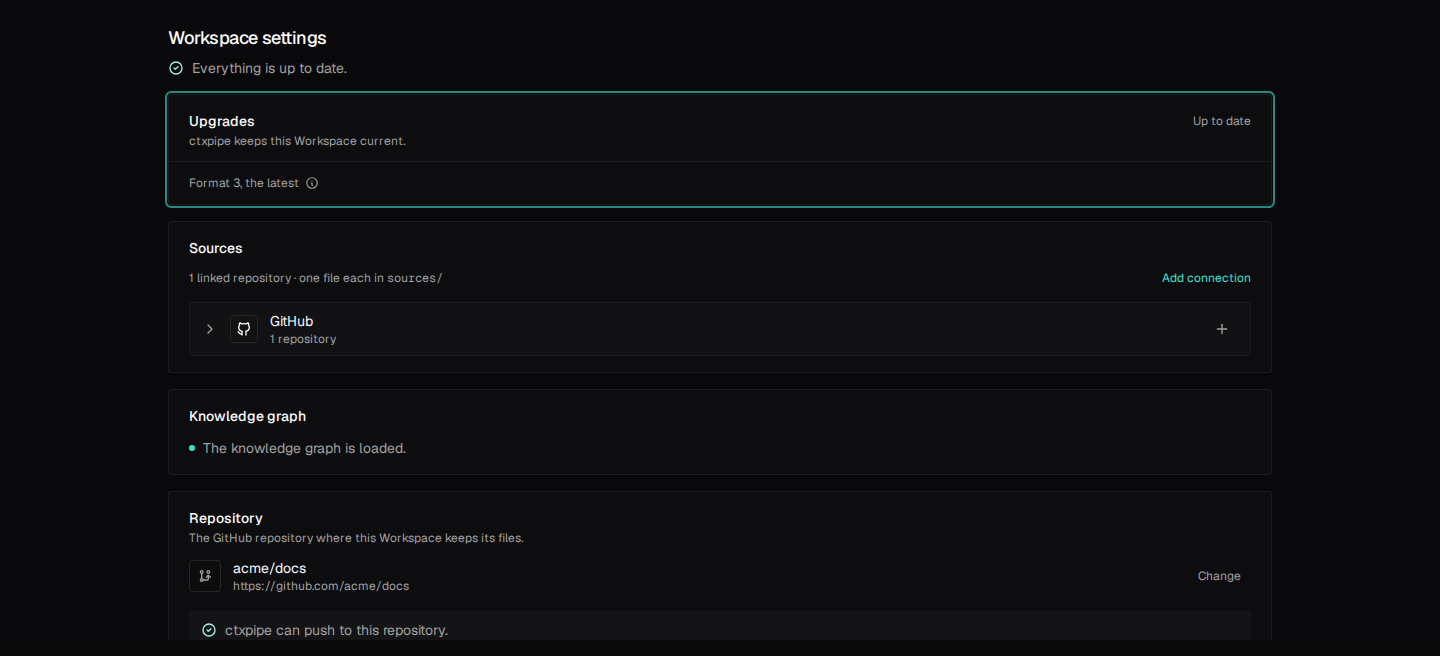 Workspace settings
Everything is up to date.
Upgrades
Up to date
ctxpipe keeps this Workspace current.
Format 3, the latest
Sources
1 linked repository · one file each in sources/
Add connection
GitHub
1 repository
Knowledge graph
The knowledge graph is loaded.
Repository
The GitHub repository where this Workspace keeps its files.
acme/docs
https://github.com/acme/docs
Change
ctxpipe can push to this repository.